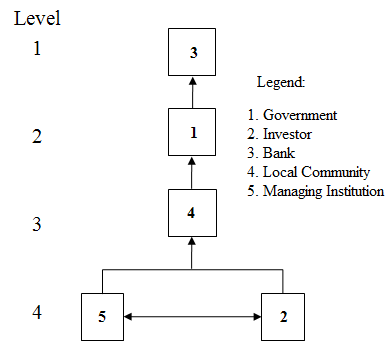 Level
1
3
Legend:
1. Government
2. Investor
3. Bank
4. Local Community
5. Managing Institution
2
1
3
4
4
5
2